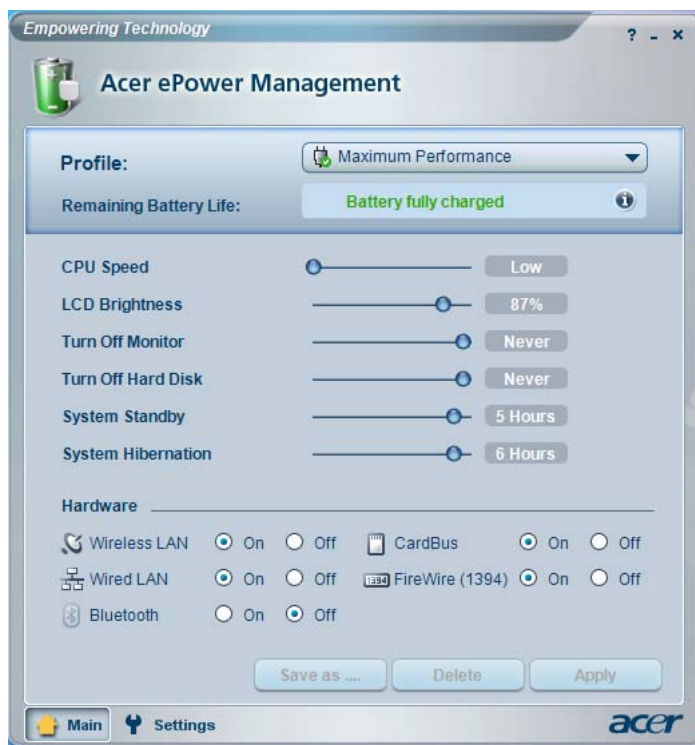 Empowering Technology
? - ×
Acer ePower Management
Profile: Maximum Performance
Remaining Battery Life: Battery fully charged
CPU Speed Low
LCD Brightness 87%
Turn Off Monitor Never
Turn Off Hard Disk Never
System Standby 5 Hours
System Hibernation 6 Hours
Hardware
Wireless LAN On Off CardBus On Off
Wired LAN On Off 1394 FireWire (1394) On Off
Bluetooth On Off
Save as .... Delete Apply
Main Settings acer